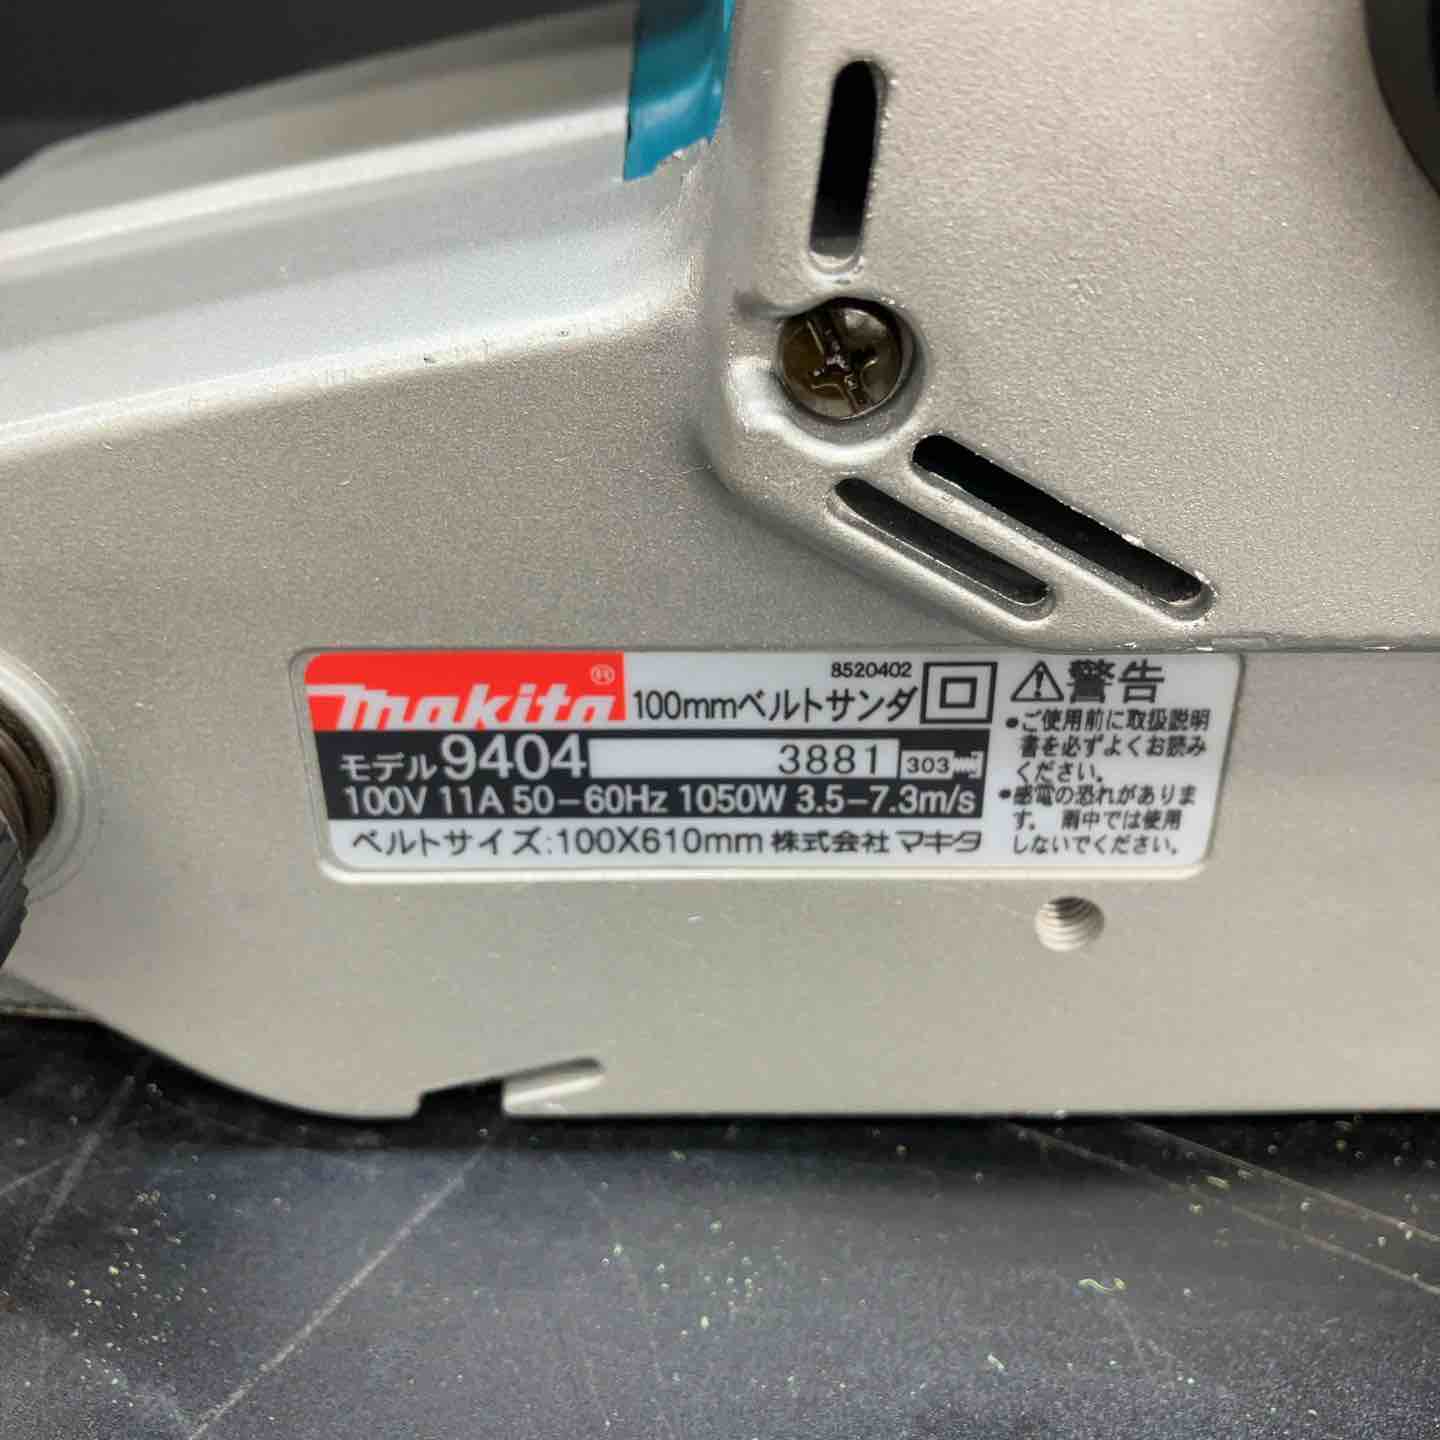 makita®
8520402
100mmベルトサンダ
モデル9404 3881 303
100V 11A 50-60Hz 1050W 3.5-7.3m/s
ベルトサイズ:100X610mm 株式会社 マキタ
⚠警告
●ご使用前に取扱説明
書を必ずよくお読み
ください。
●感電の恐れがありま
す。雨中では使用
しないでください。